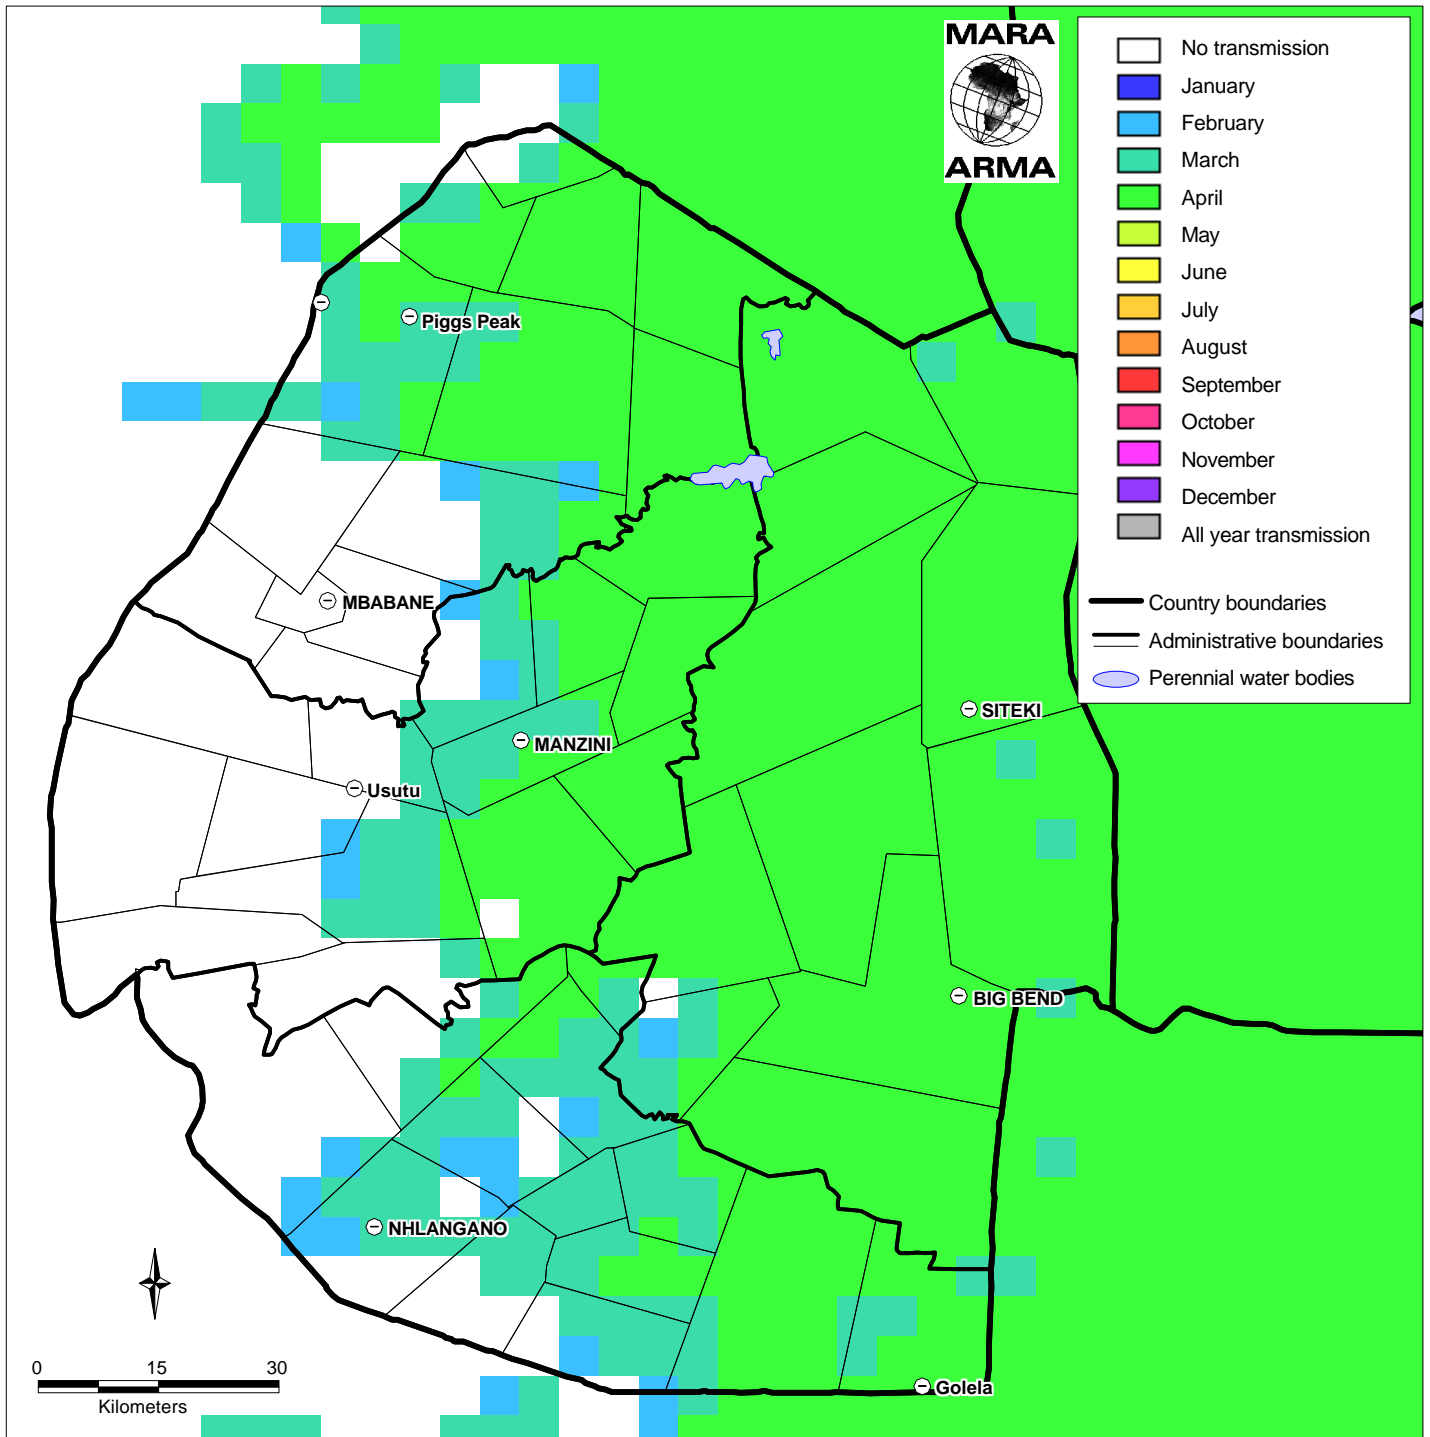 MARA
ARMA
No transmission
January
February
March
April
May
June
July
August
September
October
November
December
All year transmission
Country boundaries
Administrative boundaries
Perennial water bodies
Piggs Peak
MBABANE
SITEKI
MANZINI
Usutu
BIG BEND
NHLANGANO
Golela
0 15 30
Kilometers